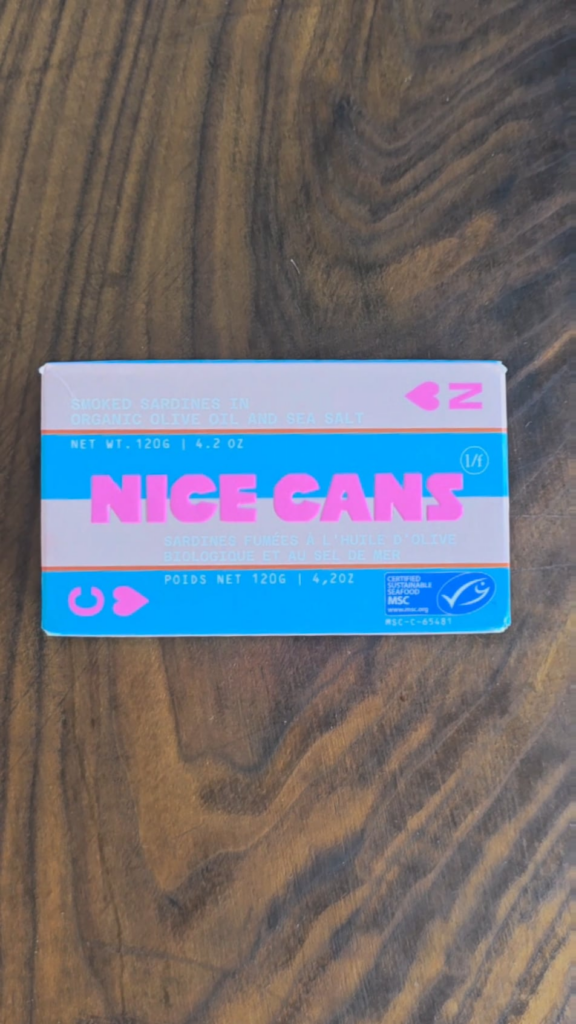 SMOKED SARDINES IN
ORGANIC OLIVE OIL AND SEA SALT
N
NET WT. 120G | 4.2 OZ
1/f
NICE CANS
SARDINES FUMÉES À L'HUILE D'OLIVE
BIOLOGIQUE ET AU SEL DE MER
POIDS NET 120G | 4,2OZ
C
CERTIFIED
SUSTAINABLE
SEAFOOD
MSC
www.msc.org
MSC-C-65481